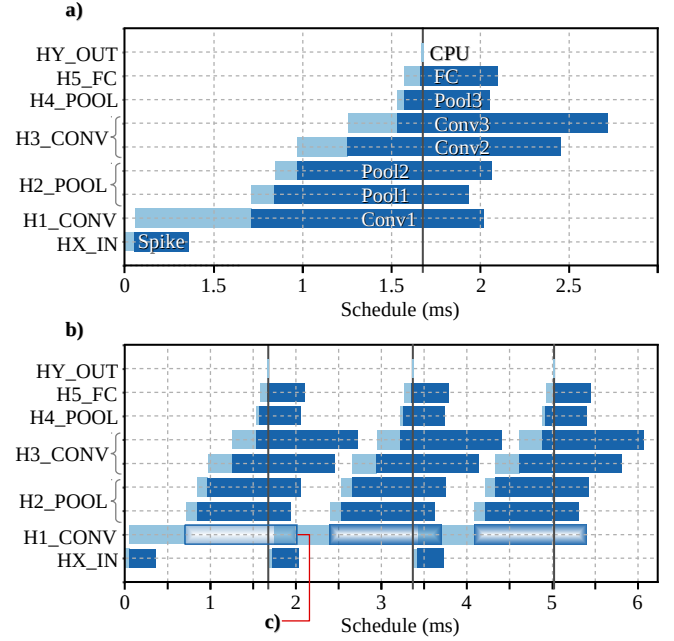 a)
HY_OUT CPU
H5_FC FC
H4_POOL Pool3
Conv3
H3_CONV
Conv2
Pool2
H2_POOL
Pool1
H1_CONV Conv1
HX_IN Spike
0 1.5 1 1.5 2 2.5
Schedule (ms)
b)
HY_OUT
H5_FC
H4_POOL
H3_CONV
H2_POOL
H1_CONV
HX_IN
0 1 2 3 4 5 6
c) Schedule (ms)